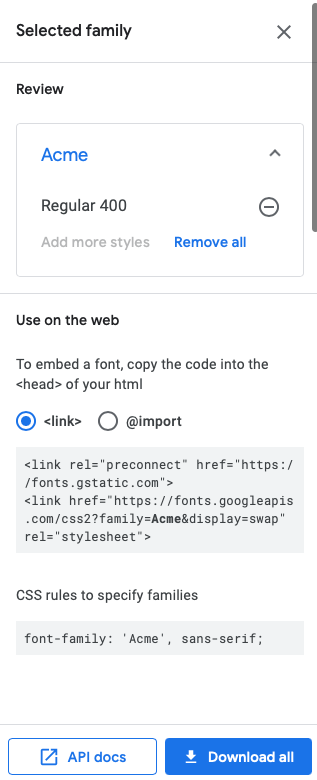 Selected family
Review
Acme
Regular 400
Add more styles
Remove all
Use on the web
To embed a font, copy the code into the
<head> of your html
<link>
@import
<link rel="preconnect" href="https:/
/fonts.gstatic.com">
<link href="https://fonts.googleapis
.com/css2?family=Acme&display=swap"
rel="stylesheet">
CSS rules to specify families
font-family: 'Acme', sans-serif;
API docs
Download all